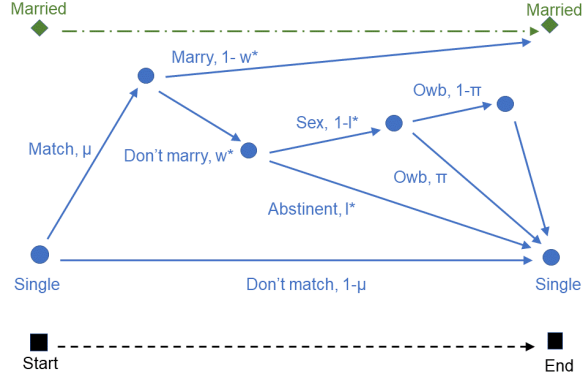 Married
Married
Marry, 1- w*
Owb, 1-π
Sex, 1-l*
Match, μ
Don't marry, w*
Owb, π
Abstinent, l*
Single
Don't match, 1-μ
Single
Start
End